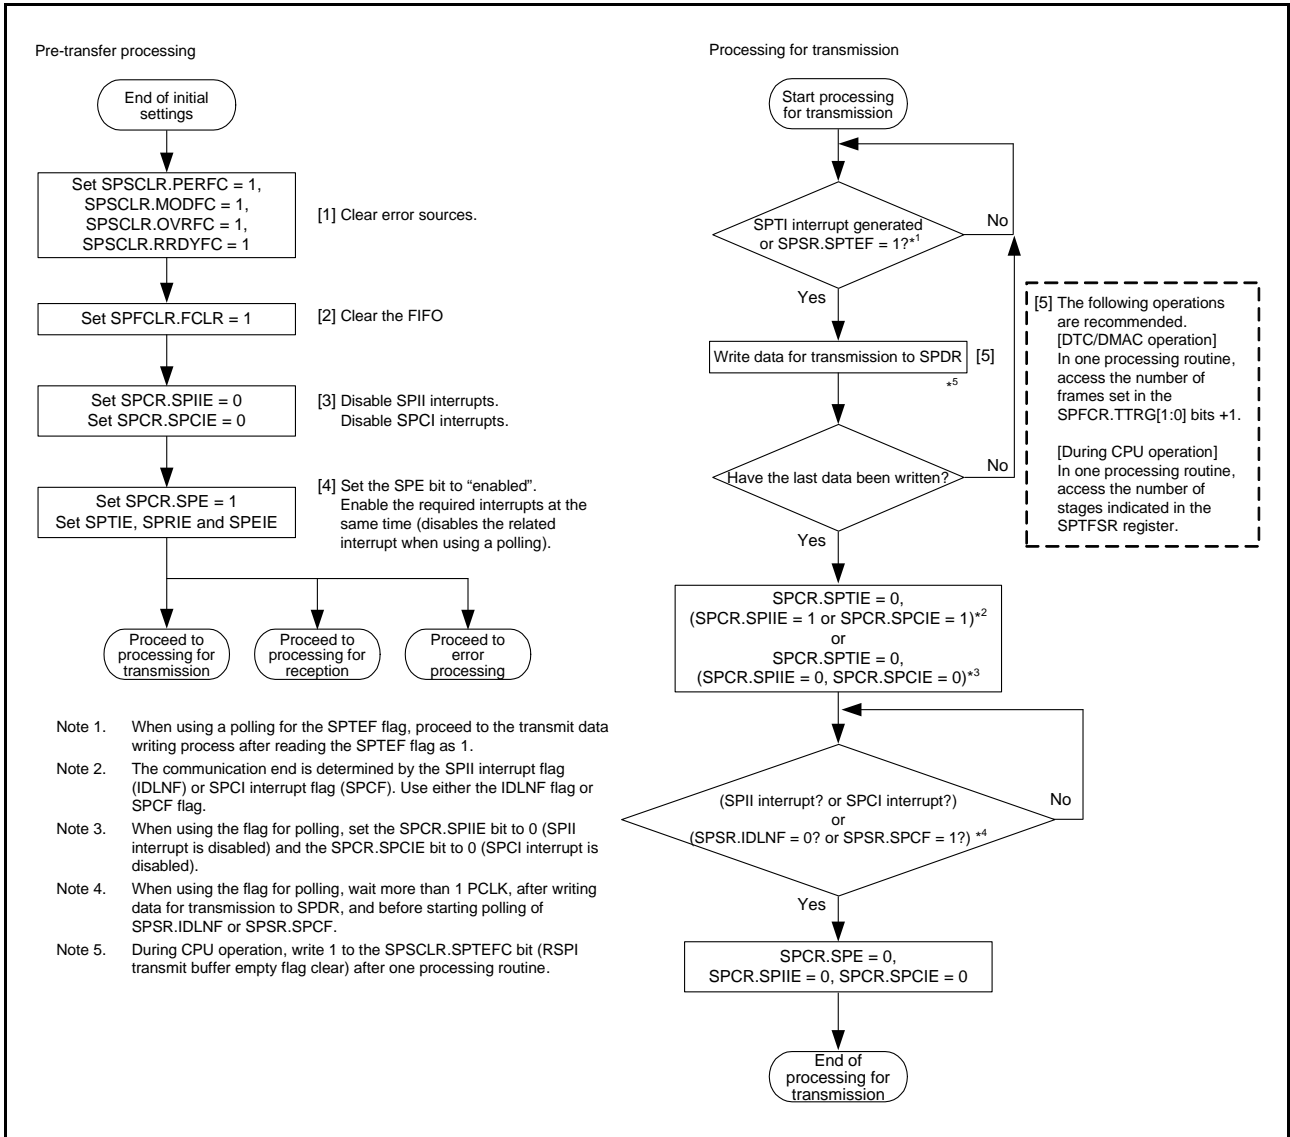 Pre-transfer processing
End of initial
settings
Set SPSCLR.PERFC = 1,
SPSCLR.MODFC = 1,
SPSCLR.OVRFC = 1,
SPSCLR.RRDYFC = 1
[1] Clear error sources.
Set SPFCLR.FCLR = 1
[2] Clear the FIFO
Set SPCR.SPIIE = 0
Set SPCR.SPCIE = 0
[3] Disable SPII interrupts.
Disable SPCI interrupts.
Set SPCR.SPE = 1
Set SPTIE, SPRIE and SPEIE
[4] Set the SPE bit to “enabled”.
Enable the required interrupts at the
same time (disables the related
interrupt when using a polling).
Proceed to
processing for
transmission
Proceed to
processing for
reception
Proceed to
error
processing
Note 1. When using a polling for the SPTEF flag, proceed to the transmit data
writing process after reading the SPTEF flag as 1.
Note 2. The communication end is determined by the SPII interrupt flag
(IDLNF) or SPCI interrupt flag (SPCF). Use either the IDLNF flag or
SPCF flag.
Note 3. When using the flag for polling, set the SPCR.SPIIE bit to 0 (SPII
interrupt is disabled) and the SPCR.SPCIE bit to 0 (SPCI interrupt is
disabled).
Note 4. When using the flag for polling, wait more than 1 PCLK, after writing
data for transmission to SPDR, and before starting polling of
SPSR.IDLNF or SPSR.SPCF.
Note 5. During CPU operation, write 1 to the SPSCLR.SPTEFC bit (RSPI
transmit buffer empty flag clear) after one processing routine.
Processing for transmission
Start processing
for transmission
SPTI interrupt generated
or SPSR.SPTEF = 1?*1
No
Yes
Write data for transmission to SPDR
[5]
*5
Have the last data been written?
No
Yes
[5] The following operations
are recommended.
[DTC/DMAC operation]
In one processing routine,
access the number of
frames set in the
SPFCR.TTRG[1:0] bits +1.
[During CPU operation]
In one processing routine,
access the number of
stages indicated in the
SPTFSR register.
SPCR.SPTIE = 0,
(SPCR.SPIIE = 1 or SPCR.SPCIE = 1)*2
or
SPCR.SPTIE = 0,
(SPCR.SPIIE = 0, SPCR.SPCIE = 0)*3
(SPII interrupt? or SPCI interrupt?)
or
(SPSR.IDLNF = 0? or SPSR.SPCF = 1?) *4
No
Yes
SPCR.SPE = 0,
SPCR.SPIIE = 0, SPCR.SPCIE = 0
End of
processing for
transmission